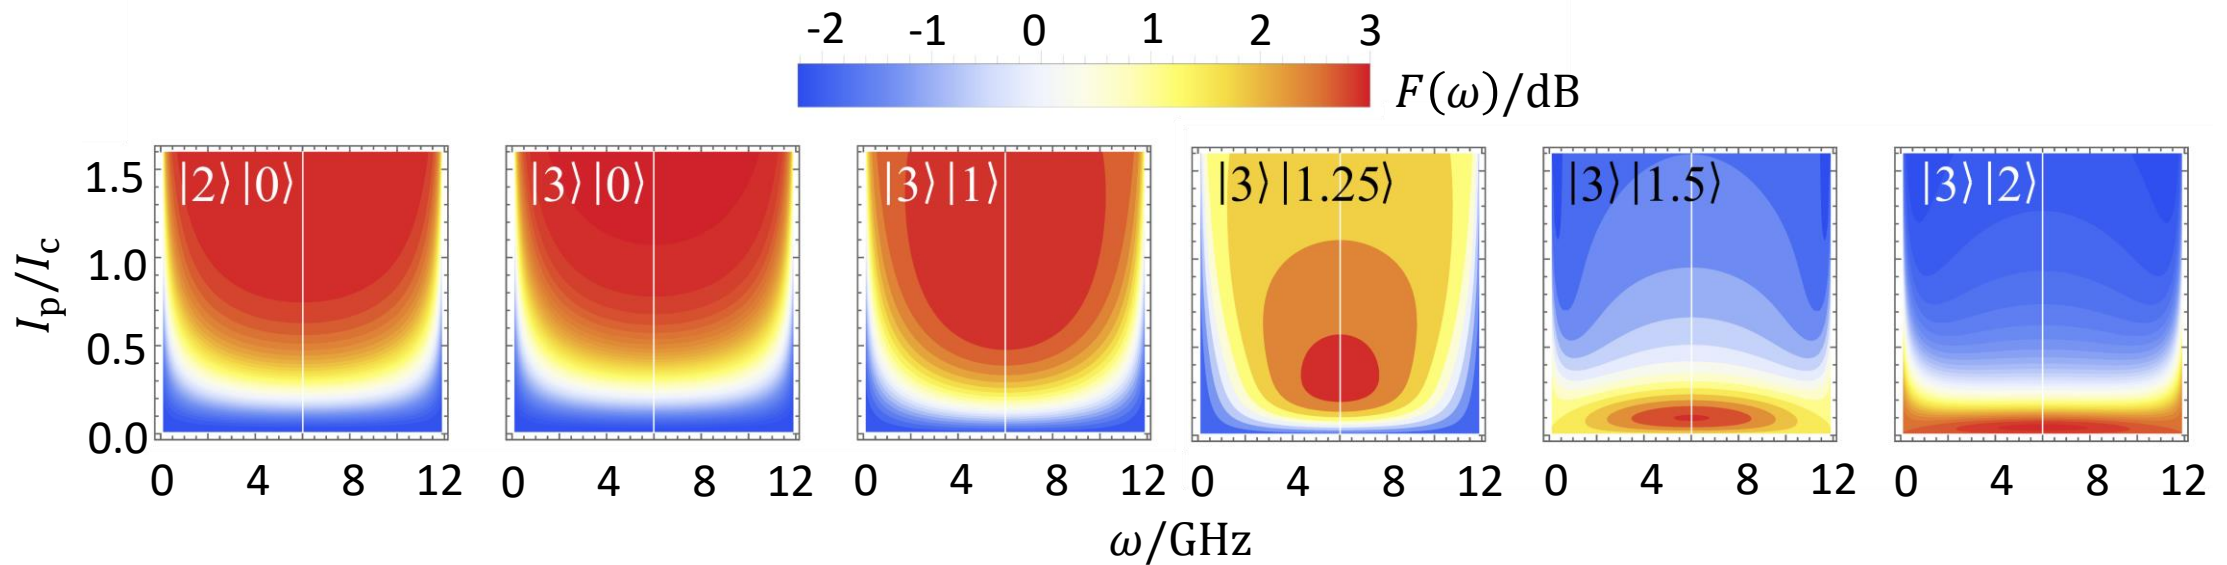 -2 -1 0 1 2 3
F(ω)/dB
|2⟩|0⟩ |3⟩|0⟩ |3⟩|1⟩ |3⟩|1.25⟩ |3⟩|1.5⟩ |3⟩|2⟩
1.5
1.0
0.5
0.0
I_p/I_c
0 4 8 12 0 4 8 12 0 4 8 12 0 4 8 12 0 4 8 12 0 4 8 12
ω/GHz